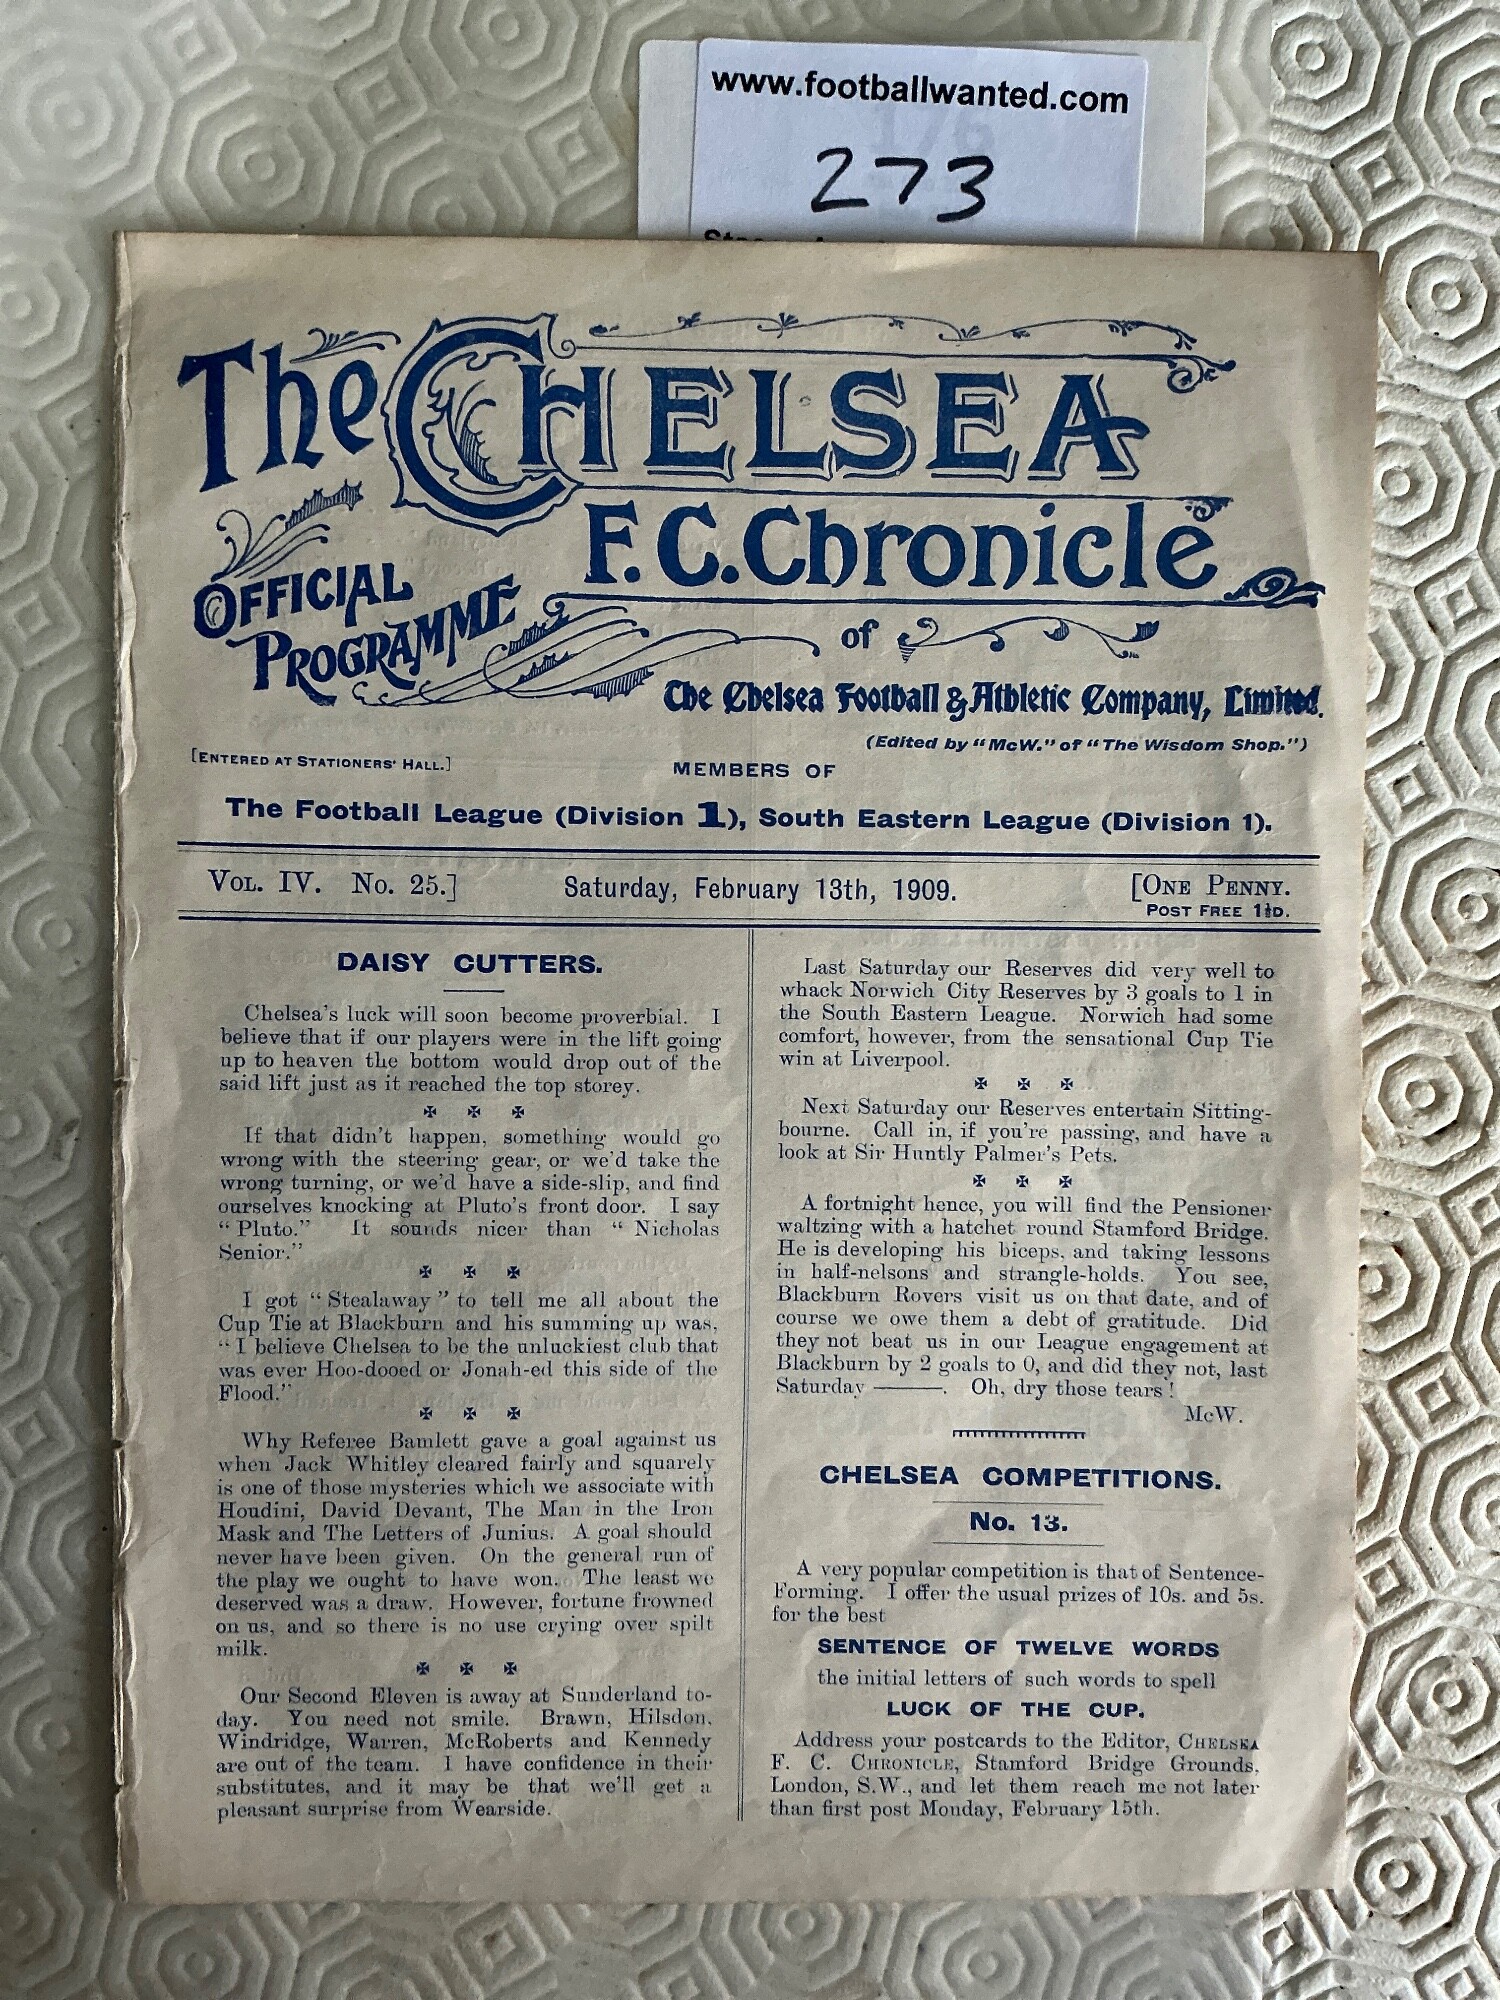 www.footballwanted.com
273
The CHELSEA
F.C. Chronicle
OFFICIAL
PROGRAMME
of
The Chelsea Football & Athletic Company, Limited.
(Edited by "McW." of "The Wisdom Shop.")
[ENTERED AT STATIONERS' HALL.]
MEMBERS OF
The Football League (Division 1), South Eastern League (Division 1).
VOL. IV. No. 25.] Saturday, February 13th, 1909. [ONE PENNY.
POST FREE 1½D.
DAISY CUTTERS.
Chelsea's luck will soon become proverbial. I
believe that if our players were in the lift going
up to heaven the bottom would drop out of the
said lift just as it reached the top storey.
✠ ✠ ✠
If that didn't happen, something would go
wrong with the steering gear, or we'd take the
wrong turning, or we'd have a side-slip, and find
ourselves knocking at Pluto's front door. I say
"Pluto." It sounds nicer than "Nicholas
Senior."
✠ ✠ ✠
I got "Stealaway" to tell me all about the
Cup Tie at Blackburn and his summing up was,
"I believe Chelsea to be the unluckiest club that
was ever Hoo-dooed or Jonah-ed this side of the
Flood."
✠ ✠ ✠
Why Referee Bamlett gave a goal against us
when Jack Whitley cleared fairly and squarely
is one of those mysteries which we associate with
Houdini, David Devant, The Man in the Iron
Mask and The Letters of Junius. A goal should
never have been given. On the general run of
the play we ought to have won. The least we
deserved was a draw. However, fortune frowned
on us, and so there is no use crying over spilt
milk.
✠ ✠ ✠
Our Second Eleven is away at Sunderland to-
day. You need not smile. Brawn, Hilsdon,
Windridge, Warren, McRoberts and Kennedy
are out of the team. I have confidence in their
substitutes, and it may be that we'll get a
pleasant surprise from Wearside.
Last Saturday our Reserves did very well to
whack Norwich City Reserves by 3 goals to 1 in
the South Eastern League. Norwich had some
comfort, however, from the sensational Cup Tie
win at Liverpool.
✠ ✠ ✠
Next Saturday our Reserves entertain Sitting-
bourne. Call in, if you're passing, and have a
look at Sir Huntly Palmer's Pets.
✠ ✠ ✠
A fortnight hence, you will find the Pensioner
waltzing with a hatchet round Stamford Bridge.
He is developing his biceps, and taking lessons
in half-nelsons and strangle-holds. You see,
Blackburn Rovers visit us on that date, and of
course we owe them a debt of gratitude. Did
they not beat us in our League engagement at
Blackburn by 2 goals to 0, and did they not, last
Saturday ———. Oh, dry those tears!
McW.
CHELSEA COMPETITIONS.
No. 13.
A very popular competition is that of Sentence-
Forming. I offer the usual prizes of 10s. and 5s.
for the best
SENTENCE OF TWELVE WORDS
the initial letters of such words to spell
LUCK OF THE CUP.
Address your postcards to the Editor, CHELSEA
F. C. CHRONICLE, Stamford Bridge Grounds,
London, S.W., and let them reach me not later
than first post Monday, February 15th.